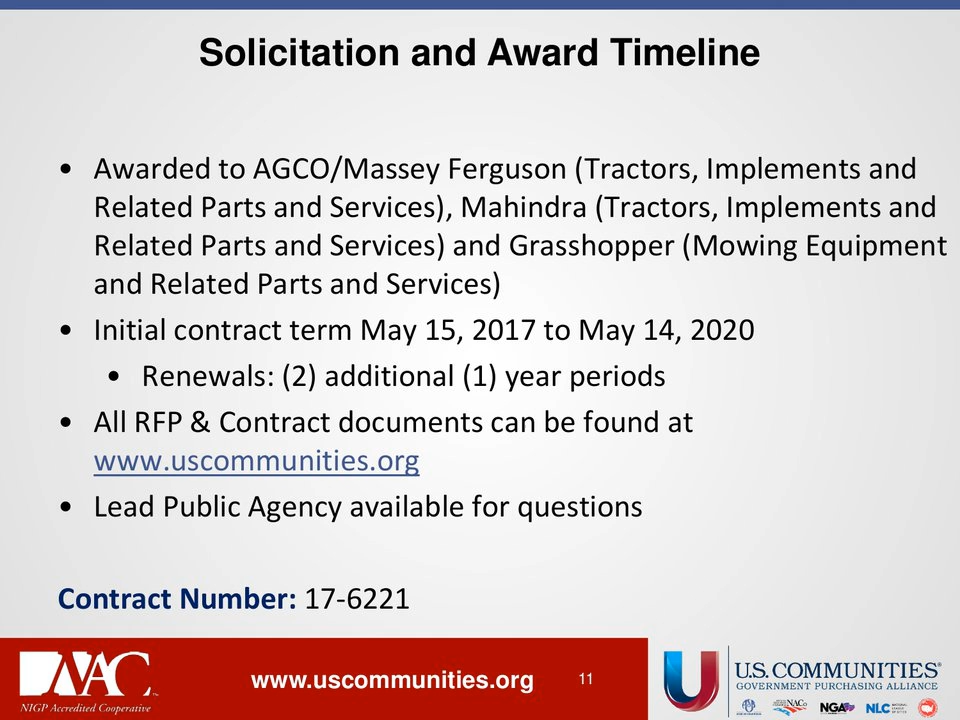 Solicitation and Award Timeline
• Awarded to AGCO/Massey Ferguson (Tractors, Implements and
Related Parts and Services), Mahindra (Tractors, Implements and
Related Parts and Services) and Grasshopper (Mowing Equipment
and Related Parts and Services)
• Initial contract term May 15, 2017 to May 14, 2020
• Renewals: (2) additional (1) year periods
• All RFP & Contract documents can be found at
www.uscommunities.org
• Lead Public Agency available for questions
Contract Number: 17-6221
NAC™
NIGP Accredited Cooperative
www.uscommunities.org
11
U.S. COMMUNITIES®
GOVERNMENT PURCHASING ALLIANCE
NACo
NGA
NLC